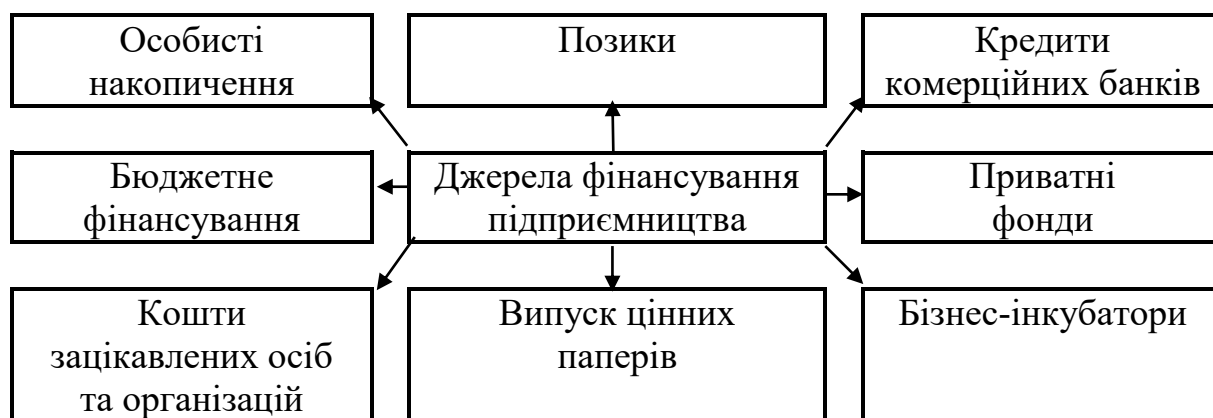 Особисті
накопичення
Позики
Кредити
комерційних банків
Бюджетне
фінансування
Джерела фінансування
підприємництва
Приватні
фонди
Кошти
зацікавлених осіб
та організацій
Випуск цінних
паперів
Бізнес-інкубатори